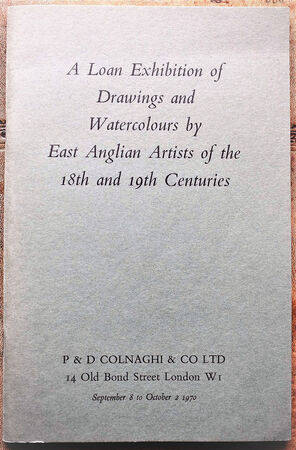 A Loan Exhibition of
Drawings and
Watercolours by
East Anglian Artists of the
18th and 19th Centuries
P & D COLNAGHI & CO LTD
14 Old Bond Street London W1
September 8 to October 2 1970